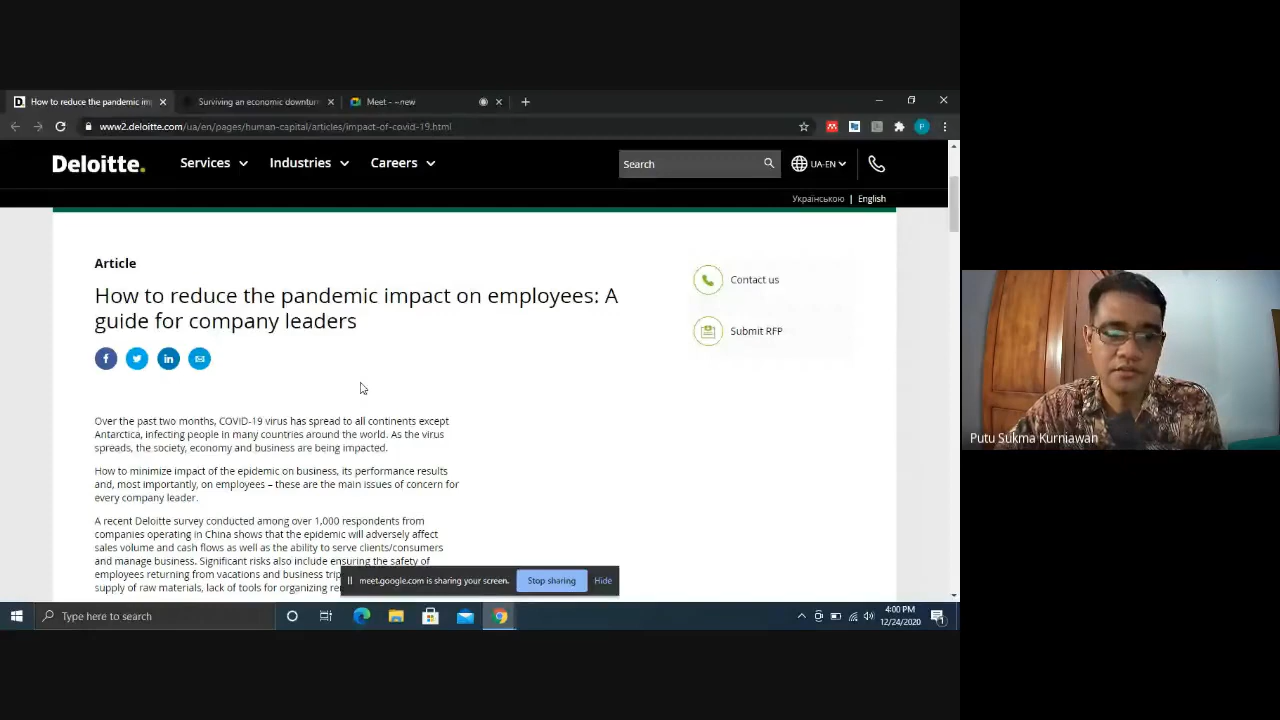 How to reduce the pandemic im
Surviving an economic downtur
Meet - ~new
www2.deloitte.com/ua/en/pages/human-capital/articles/impact-of-covid-19.html
P
Deloitte.
Services
Industries
Careers
Search
UA-EN
Українською | English
Article
How to reduce the pandemic impact on employees: A
guide for company leaders
Contact us
Submit RFP
Over the past two months, COVID-19 virus has spread to all continents except
Antarctica, infecting people in many countries around the world. As the virus
spreads, the society, economy and business are being impacted.
How to minimize impact of the epidemic on business, its performance results
and, most importantly, on employees – these are the main issues of concern for
every company leader.
A recent Deloitte survey conducted among over 1,000 respondents from
companies operating in China shows that the epidemic will adversely affect
sales volume and cash flows as well as the ability to serve clients/consumers
and manage business. Significant risks also include ensuring the safety of
employees returning from vacations and business trip
supply of raw materials, lack of tools for organizing re
meet.google.com is sharing your screen.
Stop sharing
Hide
Putu Sukma Kurniawan
Type here to search
4:00 PM
12/24/2020